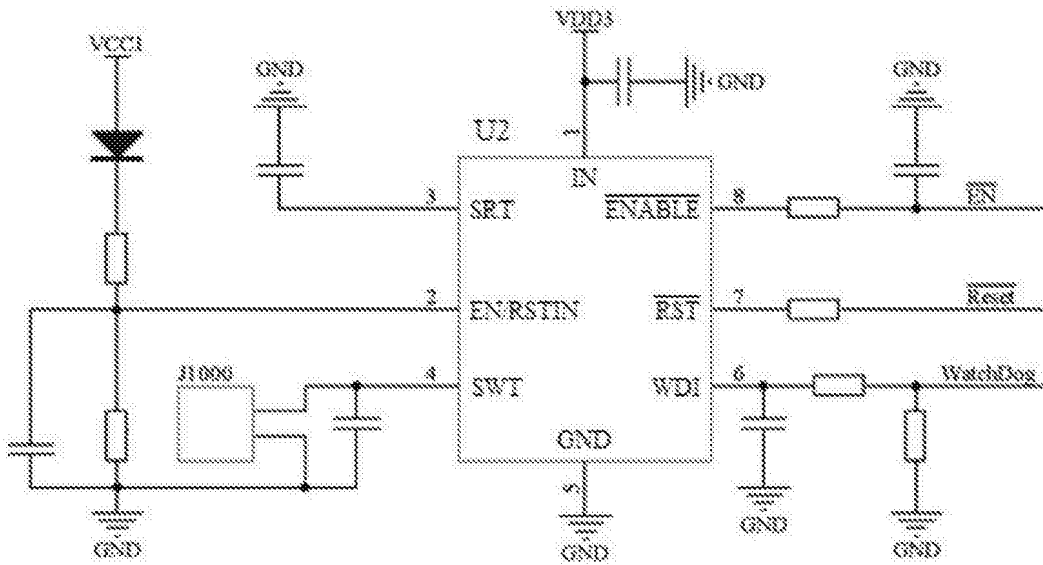 VDD3
VCC1
GND
GND
GND
U2
1
IN
3
SRT
ENABLE
8
EN
2
EN/RSTIN
RST
7
Reset
J1000
4
SWT
WDI
6
WatchDog
GND
5
GND
GND
GND
GND